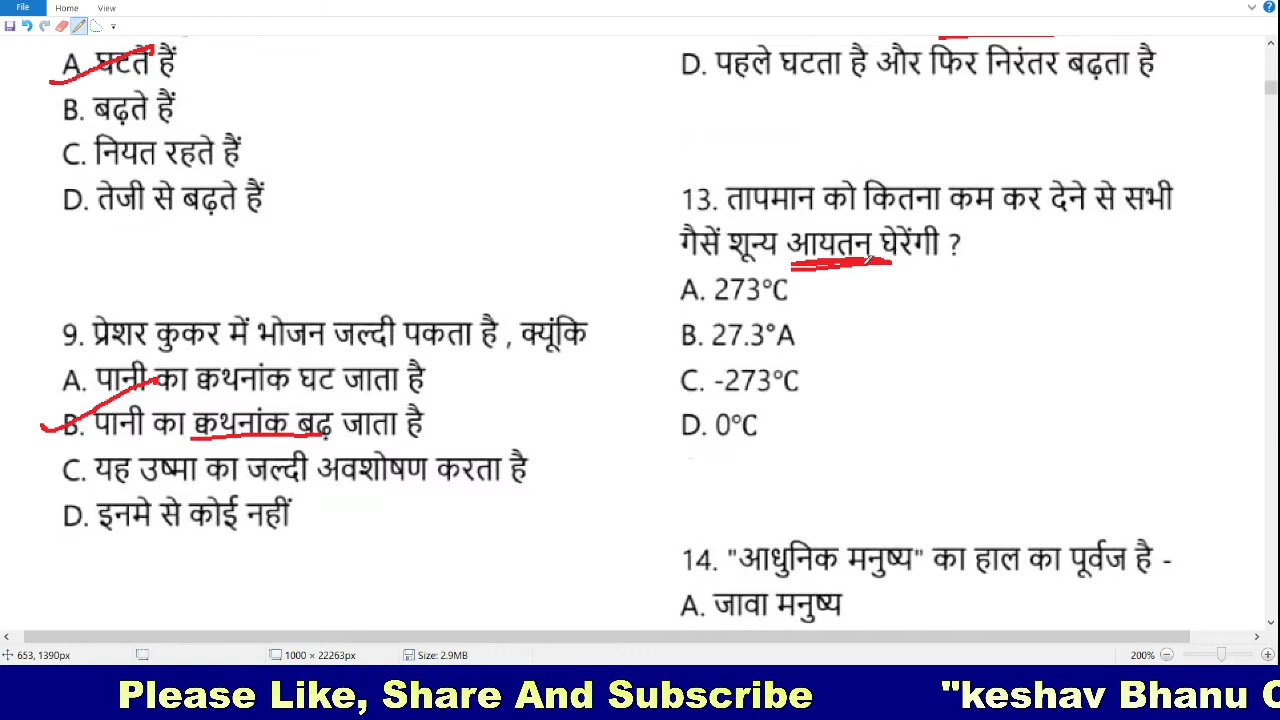 File
Home
View
A. घटते हैं
B. बढ़ते हैं
C. नियत रहते हैं
D. तेजी से बढ़ते हैं
9. प्रेशर कुकर में भोजन जल्दी पकता है , क्यूंकि
A. पानी का क्वथनांक घट जाता है
B. पानी का क्वथनांक बढ़ जाता है
C. यह उष्मा का जल्दी अवशोषण करता है
D. इनमे से कोई नहीं
D. पहले घटता है और फिर निरंतर बढ़ता है
13. तापमान को कितना कम कर देने से सभी
गैसें शून्य आयतन घेरेंगी ?
A. 273°C
B. 27.3°A
C. -273°C
D. 0°C
14. "आधुनिक मनुष्य" का हाल का पूर्वज है -
A. जावा मनुष्य
653, 1390px
1000 × 22263px
Size: 2.9MB
200%
Please Like, Share And Subscribe
"keshav Bhanu C